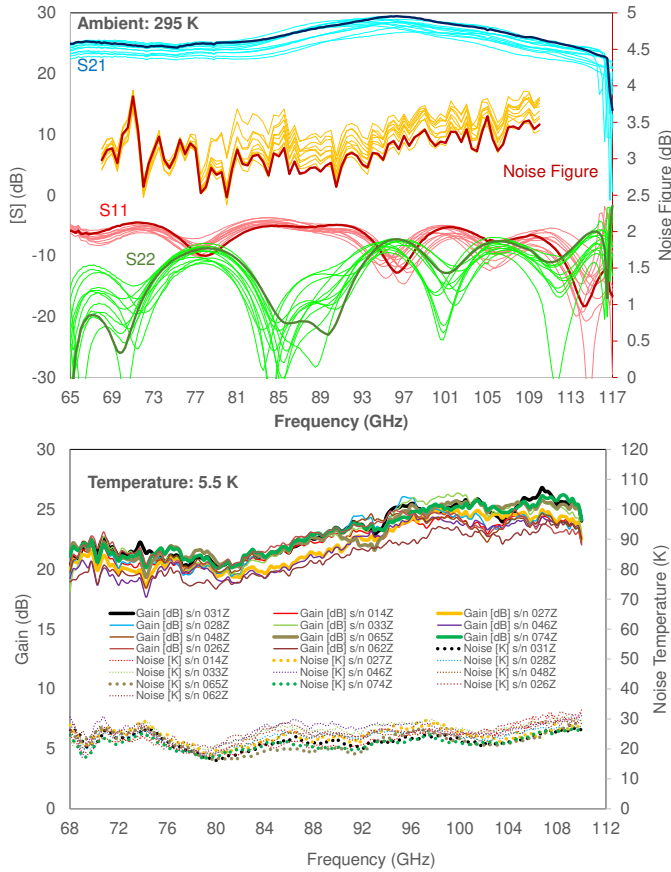 Ambient: 295 K
[S] (dB)
30
20
10
0
-10
-20
-30
S21
Noise Figure
S11
S22
5
4.5
4
3.5
3
2.5
2
1.5
1
0.5
0
Noise Figure (dB)
65 69 73 77 81 85 89 93 97 101 105 109 113 117
Frequency (GHz)
Temperature: 5.5 K
Gain (dB)
30
25
20
15
10
5
0
Gain [dB] s/n 031Z Gain [dB] s/n 014Z Gain [dB] s/n 027Z
Gain [dB] s/n 028Z Gain [dB] s/n 033Z Gain [dB] s/n 046Z
Gain [dB] s/n 048Z Gain [dB] s/n 065Z Gain [dB] s/n 074Z
Gain [dB] s/n 026Z Gain [dB] s/n 062Z Noise [K] s/n 031Z
Noise [K] s/n 014Z Noise [K] s/n 027Z Noise [K] s/n 028Z
Noise [K] s/n 033Z Noise [K] s/n 046Z Noise [K] s/n 048Z
Noise [K] s/n 065Z Noise [K] s/n 074Z Noise [K] s/n 026Z
Noise [K] s/n 062Z
120
110
100
90
80
70
60
50
40
30
20
10
0
Noise Temperature (K)
68 72 76 80 84 88 92 96 100 104 108 112
Frequency (GHz)